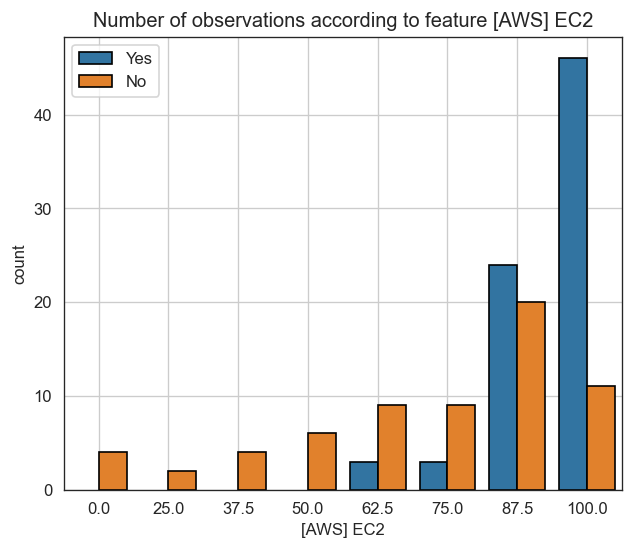 Number of observations according to feature [AWS] EC2
Yes
No
40
30
20
10
0
count
0.0 25.0 37.5 50.0 62.5 75.0 87.5 100.0
[AWS] EC2